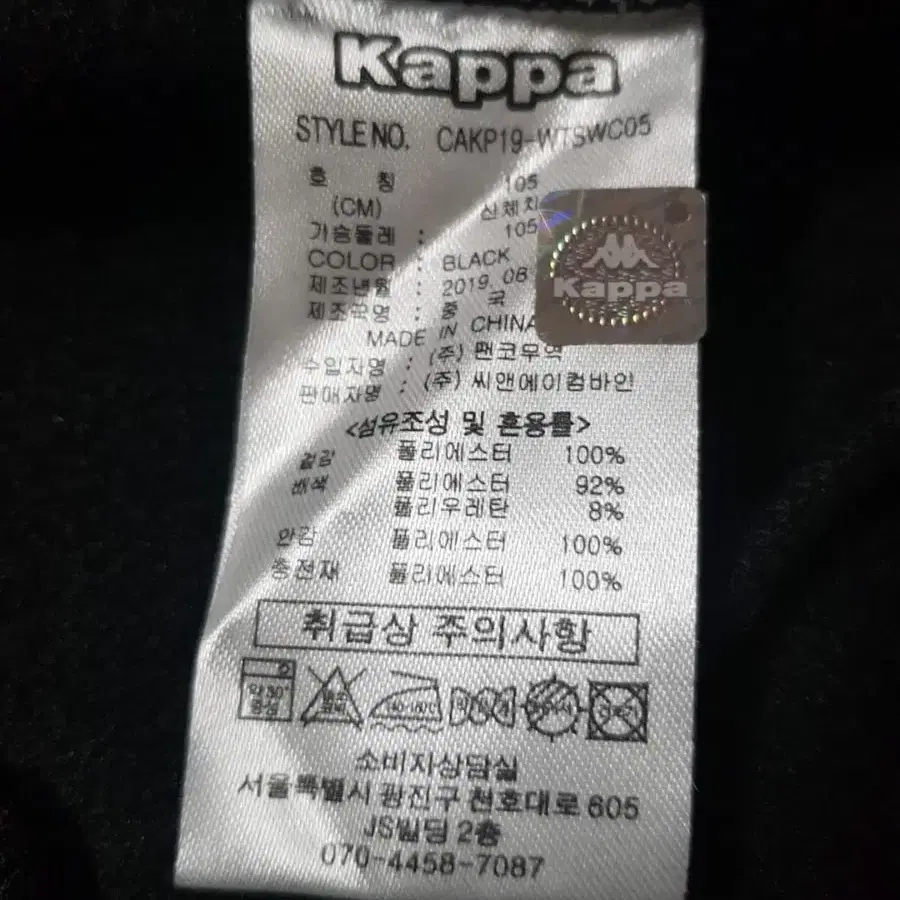 Kappa
STYLE NO. CAKP19-WTSWC05
호 칭 105
(CM) 신체치
가슴둘레 : 105
COLOR : BLACK
제조년월 : 2019. 08
제조국명 : 중 국
MADE IN CHINA
수입자명 : (주) 팬코무역
판매자명 : (주) 씨앤에이컴바인
<섬유조성 및 혼용률>
겉감 폴리에스터 100%
배색 폴리에스터 92%
폴리우레탄 8%
안감 폴리에스터 100%
충전재 폴리에스터 100%
취급상 주의사항
약30°
중성
소비자상담실
서울특별시 광진구 천호대로 605
JS빌딩 2층
070-4458-7087
Kappa